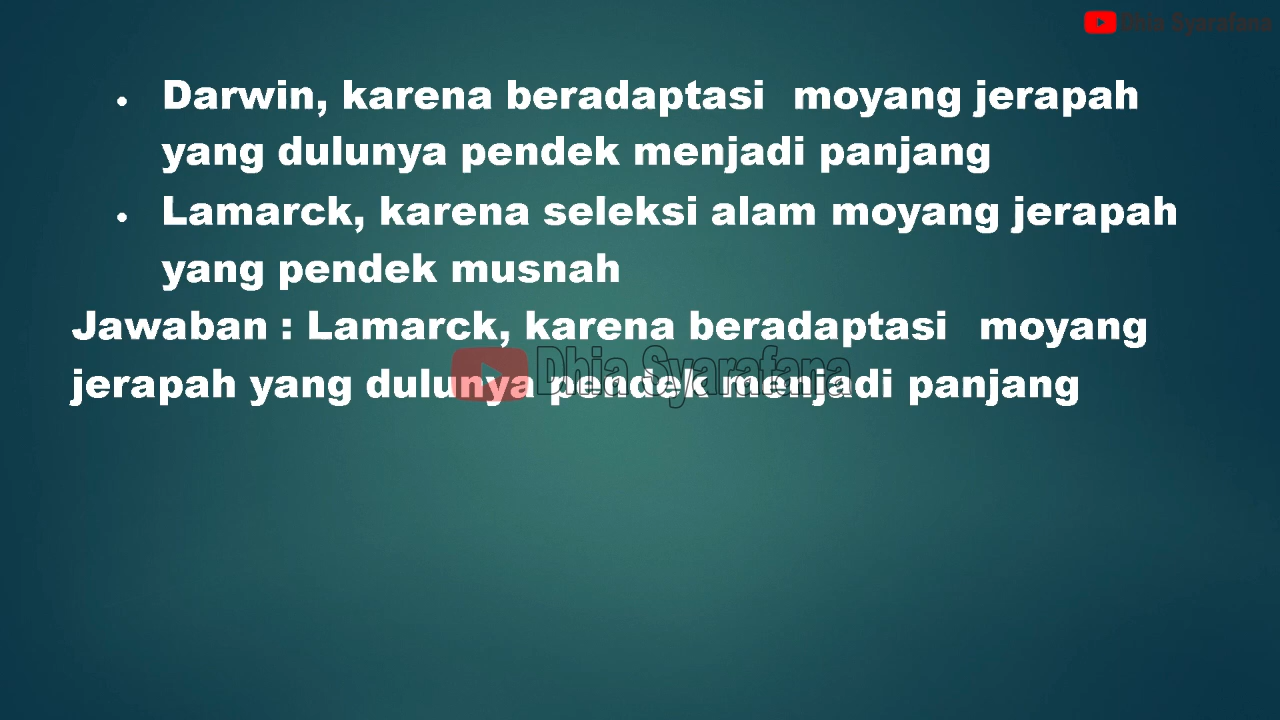 Dhia Syarafana
• Darwin, karena beradaptasi moyang jerapah
yang dulunya pendek menjadi panjang
• Lamarck, karena seleksi alam moyang jerapah
yang pendek musnah
Jawaban : Lamarck, karena beradaptasi moyang
jerapah yang dulunya pendek menjadi panjang
Dhia Syarafana